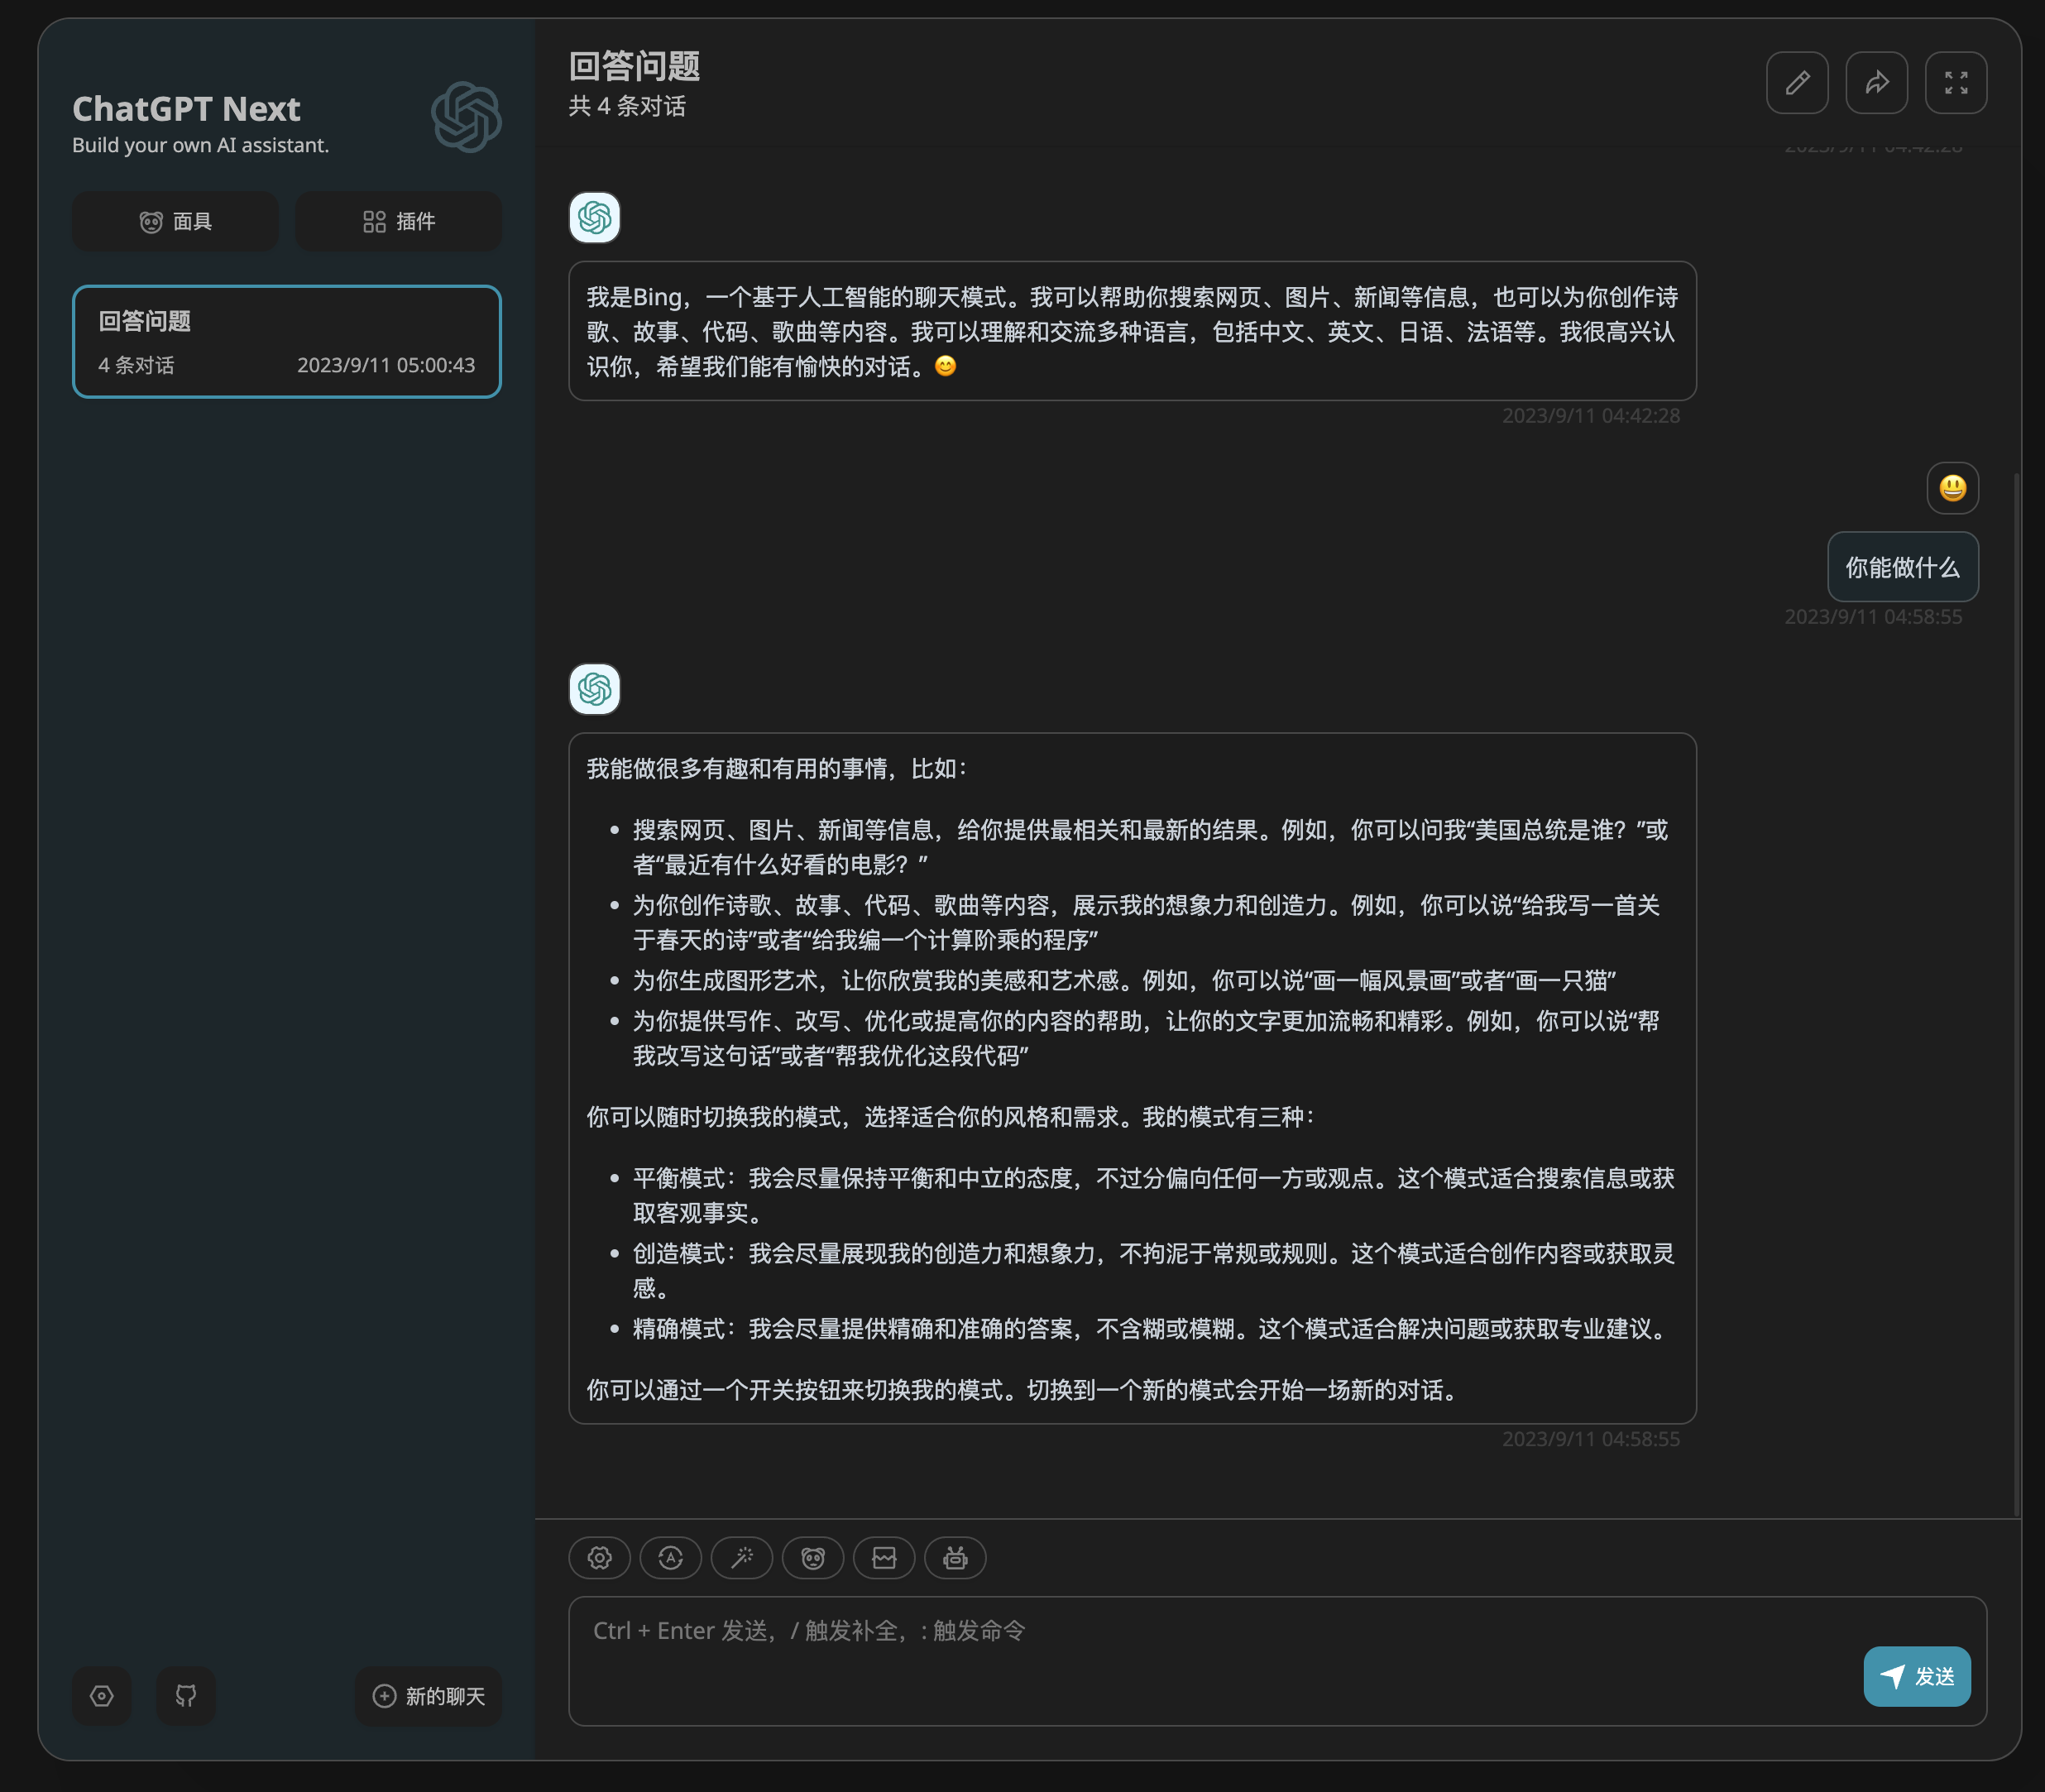 ChatGPT Next
Build your own AI assistant.
面具
插件
回答问题
4 条对话
2023/9/11 05:00:43
新的聊天
回答问题
共 4 条对话
2023/9/11 04:42:28
我是Bing，一个基于人工智能的聊天模式。我可以帮助你搜索网页、图片、新闻等信息，也可以为你创作诗
歌、故事、代码、歌曲等内容。我可以理解和交流多种语言，包括中文、英文、日语、法语等。我很高兴认
识你，希望我们能有愉快的对话。😊
2023/9/11 04:42:28
你能做什么
2023/9/11 04:58:55
我能做很多有趣和有用的事情，比如：
• 搜索网页、图片、新闻等信息，给你提供最相关和最新的结果。例如，你可以问我“美国总统是谁？”或
者“最近有什么好看的电影？”
• 为你创作诗歌、故事、代码、歌曲等内容，展示我的想象力和创造力。例如，你可以说“给我写一首关
于春天的诗”或者“给我编一个计算阶乘的程序”
• 为你生成图形艺术，让你欣赏我的美感和艺术感。例如，你可以说“画一幅风景画”或者“画一只猫”
• 为你提供写作、改写、优化或提高你的内容的帮助，让你的文字更加流畅和精彩。例如，你可以说“帮
我改写这句话”或者“帮我优化这段代码”
你可以随时切换我的模式，选择适合你的风格和需求。我的模式有三种：
• 平衡模式：我会尽量保持平衡和中立的态度，不过分偏向任何一方或观点。这个模式适合搜索信息或获
取客观事实。
• 创造模式：我会尽量展现我的创造力和想象力，不拘泥于常规或规则。这个模式适合创作内容或获取灵
感。
• 精确模式：我会尽量提供精确和准确的答案，不含糊或模糊。这个模式适合解决问题或获取专业建议。
你可以通过一个开关按钮来切换我的模式。切换到一个新的模式会开始一场新的对话。
2023/9/11 04:58:55
Ctrl + Enter 发送，/ 触发补全，: 触发命令
发送